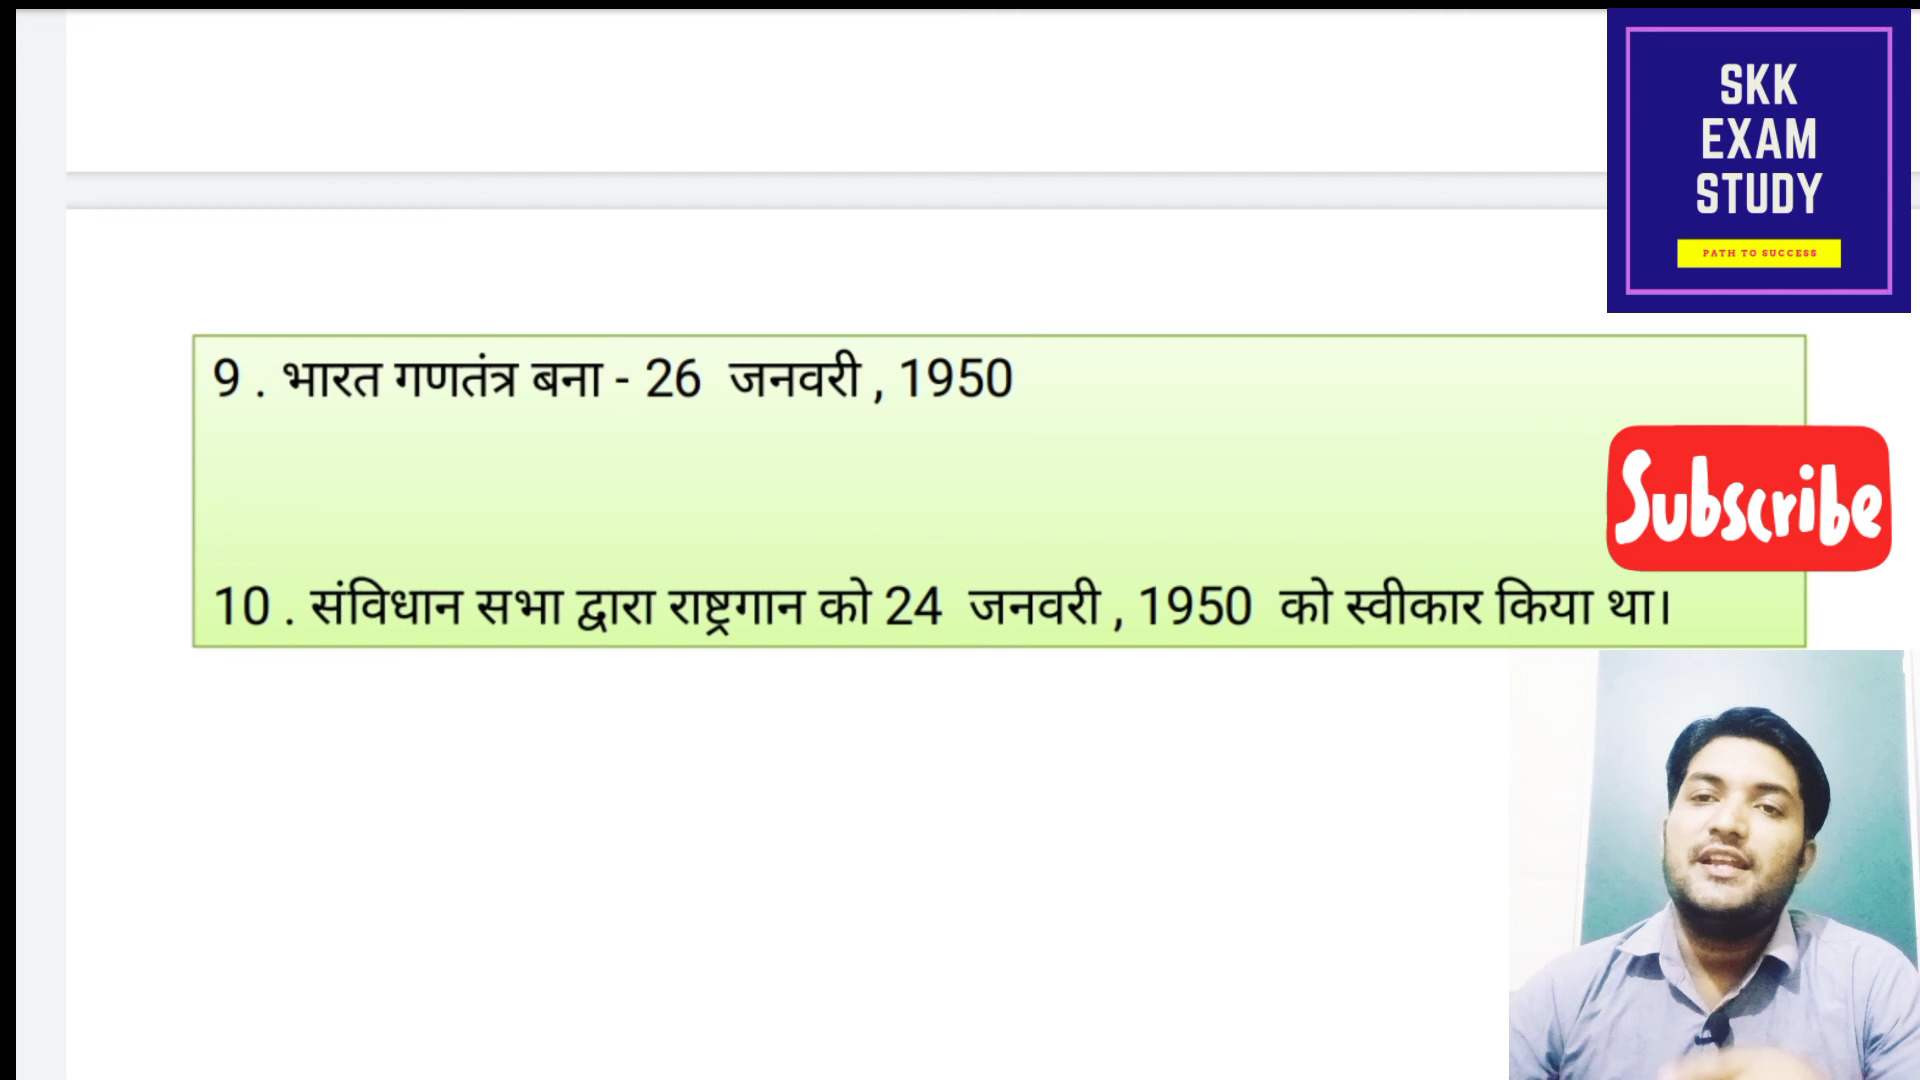 SKK
EXAM
STUDY
PATH TO SUCCESS
9 . भारत गणतंत्र बना - 26 जनवरी , 1950
Subscribe
10 . संविधान सभा द्वारा राष्ट्रगान को 24 जनवरी , 1950 को स्वीकार किया था।